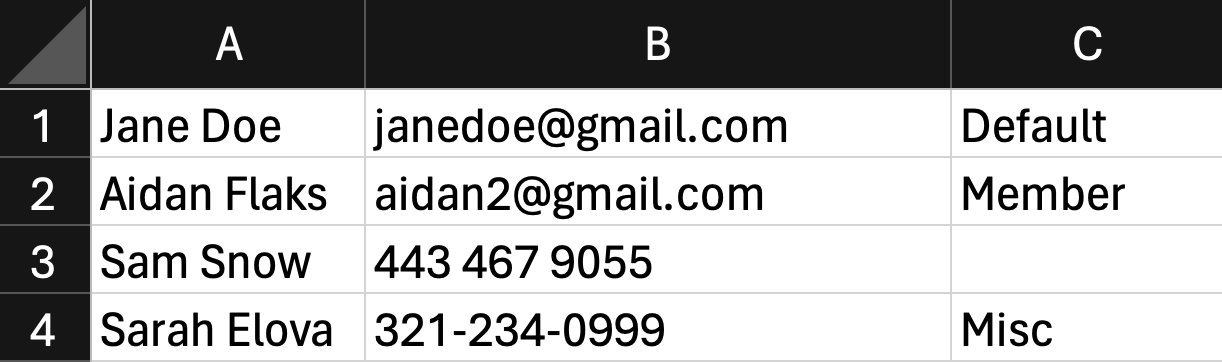 A B C
1 Jane Doe janedoe@gmail.com Default
2 Aidan Flaks aidan2@gmail.com Member
3 Sam Snow 443 467 9055
4 Sarah Elova 321-234-0999 Misc